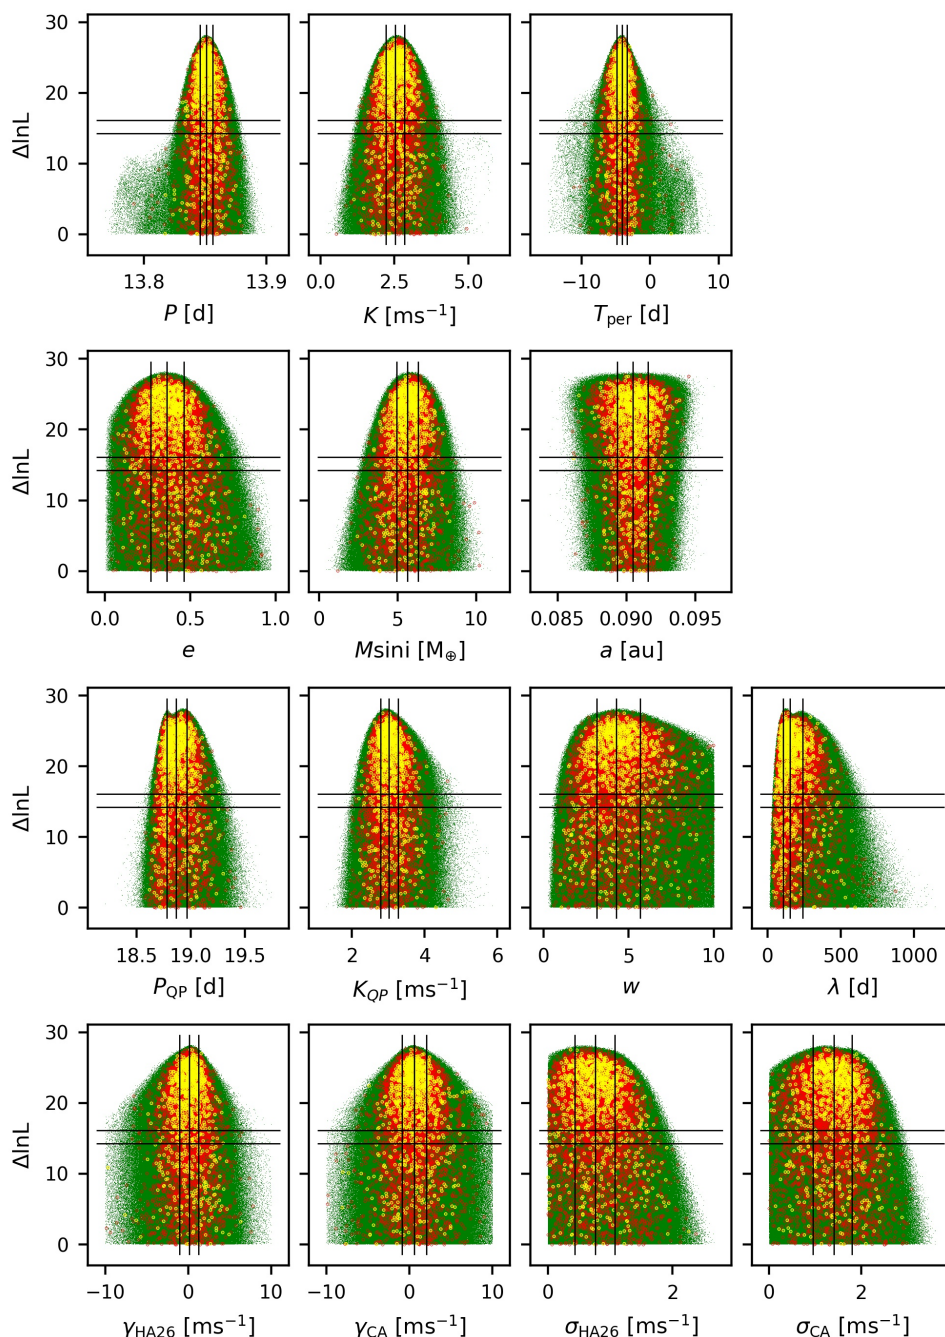 30
20
10
0
ΔlnL
13.8 13.9
P [d]
0.0 2.5 5.0
K [ms⁻¹]
−10 0 10
T_per [d]
30
20
10
0
ΔlnL
0.0 0.5 1.0
e
0 5 10
Msini [M⊕]
0.085 0.090 0.095
a [au]
30
20
10
0
ΔlnL
18.5 19.0 19.5
P_QP [d]
2 4 6
K_QP [ms⁻¹]
0 5 10
w
0 500 1000
λ [d]
30
20
10
0
ΔlnL
−10 0 10
γ_HA26 [ms⁻¹]
−10 0 10
γ_CA [ms⁻¹]
0 2
σ_HA26 [ms⁻¹]
0 2
σ_CA [ms⁻¹]